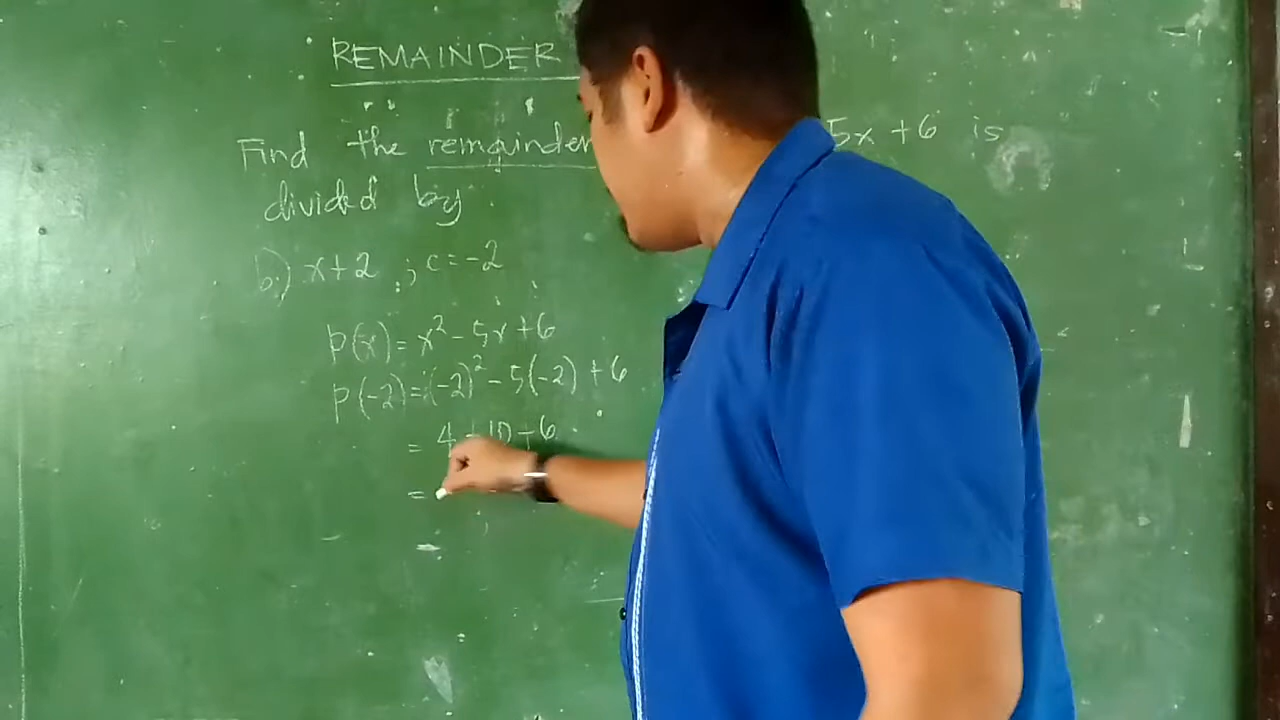 REMAINDER
Find the remainder 5x + 6 is
divided by :
b.) x+2 ; c=-2
P(x) = x² - 5x + 6
P(-2) = (-2)² - 5(-2) + 6
= 4 + 10 + 6
=